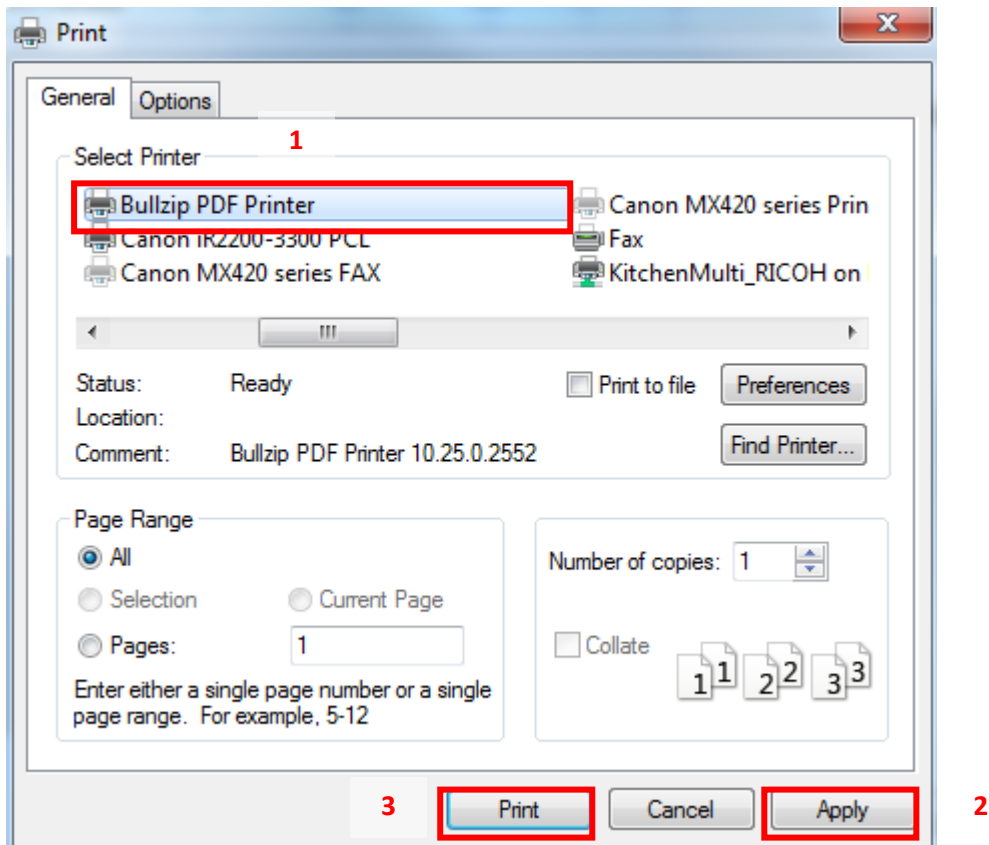 Print
General Options
1
Select Printer
Bullzip PDF Printer Canon MX420 series Prin
Canon iR2200-3300 PCL Fax
Canon MX420 series FAX KitchenMulti_RICOH on
Status: Ready Print to file Preferences
Location:
Comment: Bullzip PDF Printer 10.25.0.2552 Find Printer...
Page Range
All Number of copies: 1
Selection Current Page
Pages: 1 Collate 1 1 2 2 3 3
Enter either a single page number or a single
page range. For example, 5-12
3 Print Cancel Apply 2